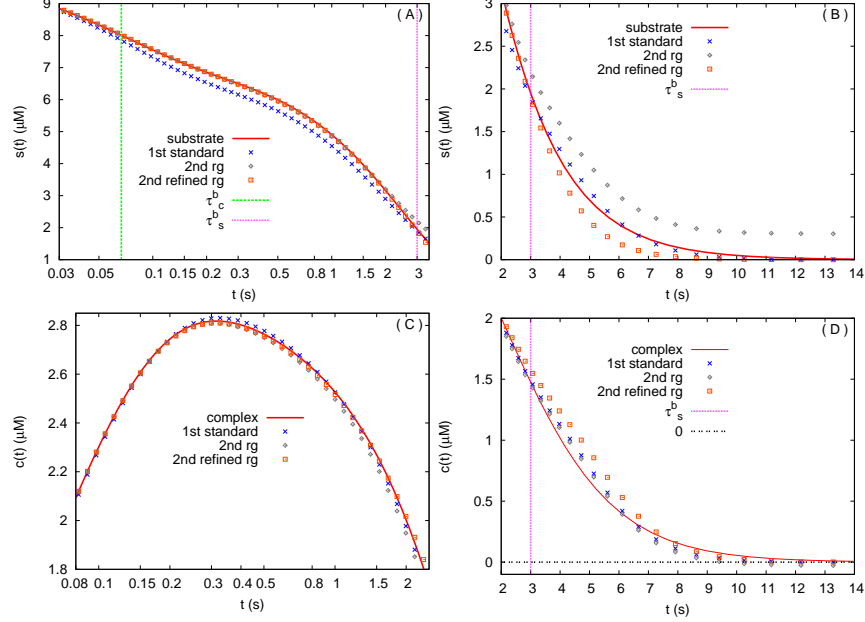 ( A )
9
8
7
6
5
4
3
2
1
s(t) (μM)
substrate
1st standard
2nd rg
2nd refined rg
τ^b_c
τ^b_s
0.03 0.05 0.1 0.15 0.2 0.3 0.5 0.8 1 1.5 2 3
t (s)
( B )
3
2.5
2
1.5
1
0.5
0
s(t) (μM)
substrate
1st standard
2nd rg
2nd refined rg
τ^b_s
2 3 4 5 6 7 8 9 10 11 12 13 14
t (s)
( C )
2.8
2.6
2.4
2.2
2
1.8
c(t) (μM)
complex
1st standard
2nd rg
2nd refined rg
0.08 0.1 0.15 0.2 0.3 0.4 0.5 0.8 1 1.5 2
t (s)
( D )
2
1.5
1
0.5
0
c(t) (μM)
complex
1st standard
2nd rg
2nd refined rg
τ^b_s
0
2 3 4 5 6 7 8 9 10 11 12 13 14
t (s)